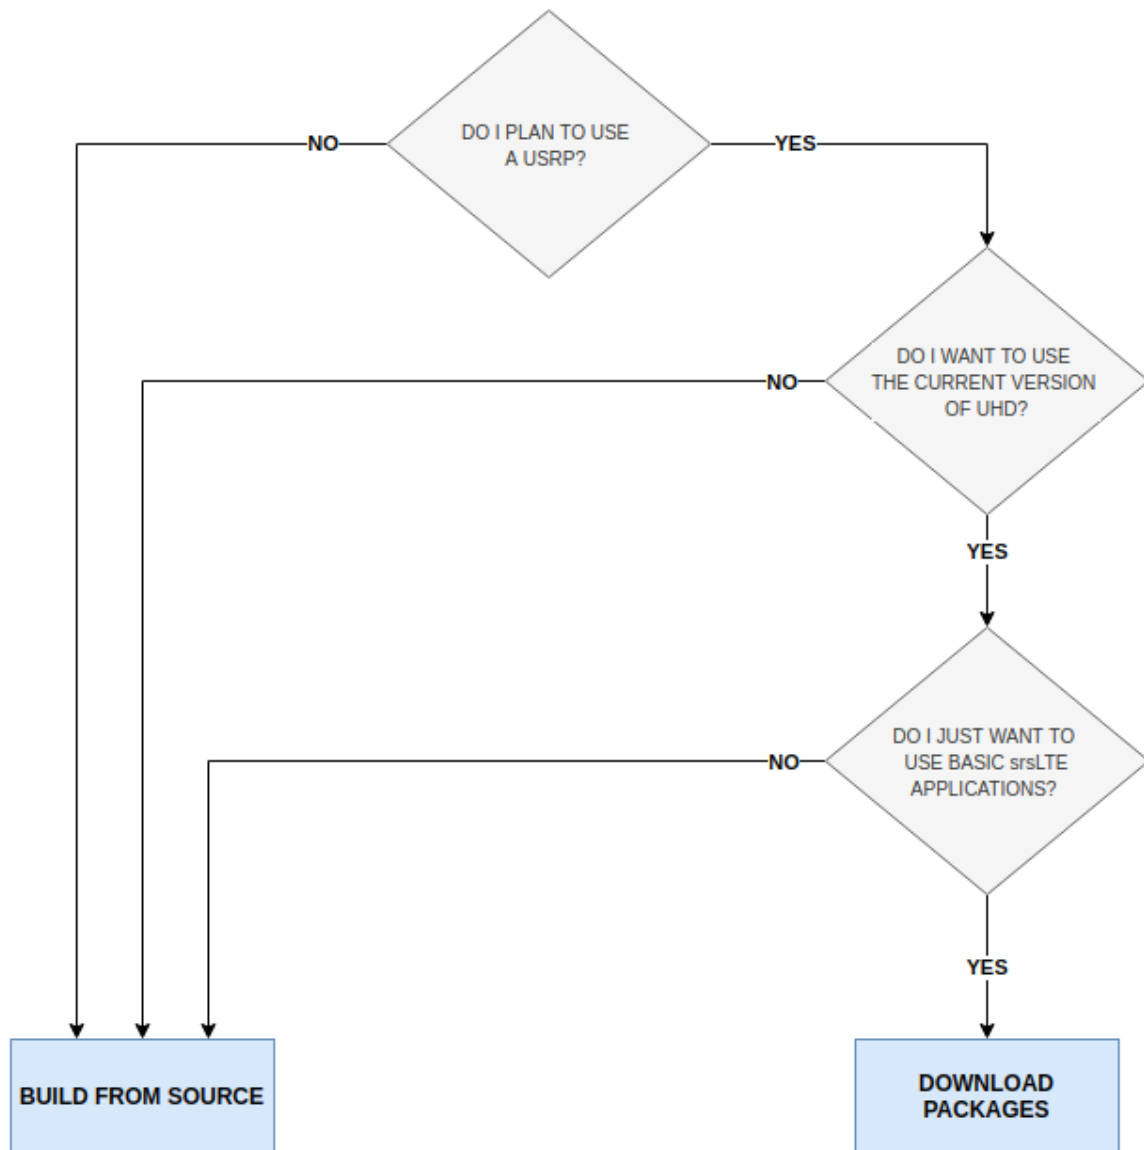 DO I PLAN TO USE
A USRP?
NO
YES
DO I WANT TO USE
THE CURRENT VERSION
OF UHD?
NO
YES
DO I JUST WANT TO
USE BASIC srsLTE
APPLICATIONS?
NO
YES
BUILD FROM SOURCE
DOWNLOAD
PACKAGES